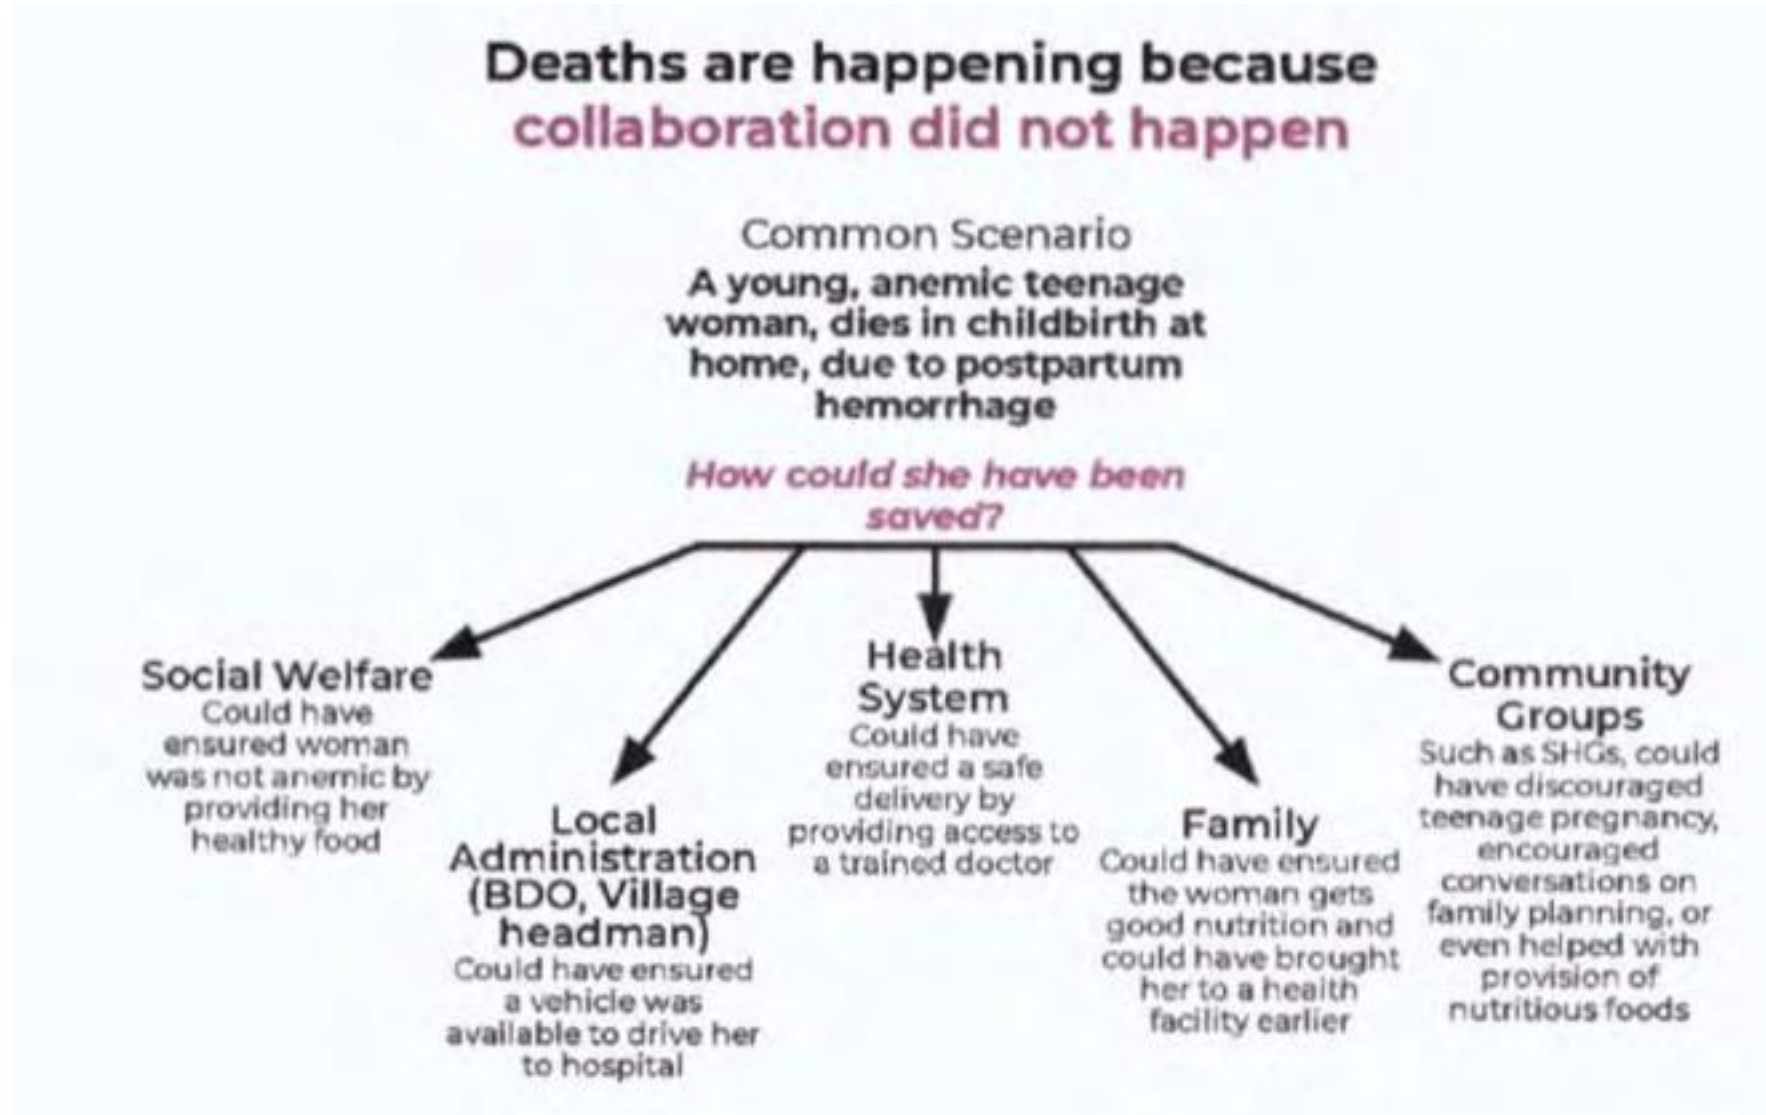 Deaths are happening because
collaboration did not happen
Common Scenario
A young, anemic teenage
woman, dies in childbirth at
home, due to postpartum
hemorrhage
How could she have been
saved?
Social Welfare
Could have
ensured woman
was not anemic by
providing her
healthy food
Local
Administration
(BDO, Village
headman)
Could have ensured
a vehicle was
available to drive her
to hospital
Health
System
Could have
ensured a safe
delivery by
providing access to
a trained doctor
Family
Could have ensured
the woman gets
good nutrition and
could have brought
her to a health
facility earlier
Community
Groups
Such as SHGs, could
have discouraged
teenage pregnancy,
encouraged
conversations on
family planning, or
even helped with
provision of
nutritious foods